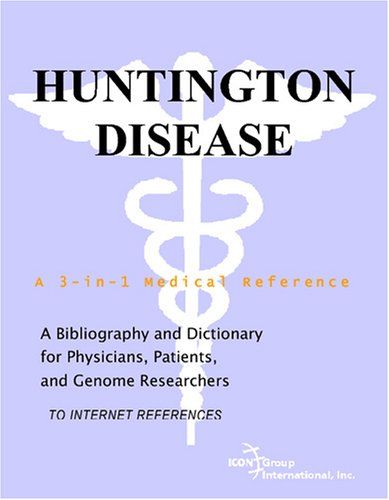 HUNTINGTON
DISEASE
A 3-in-1 Medical Reference
A Bibliography and Dictionary
for Physicians, Patients,
and Genome Researchers
TO INTERNET REFERENCES
ICON Group
International, Inc.